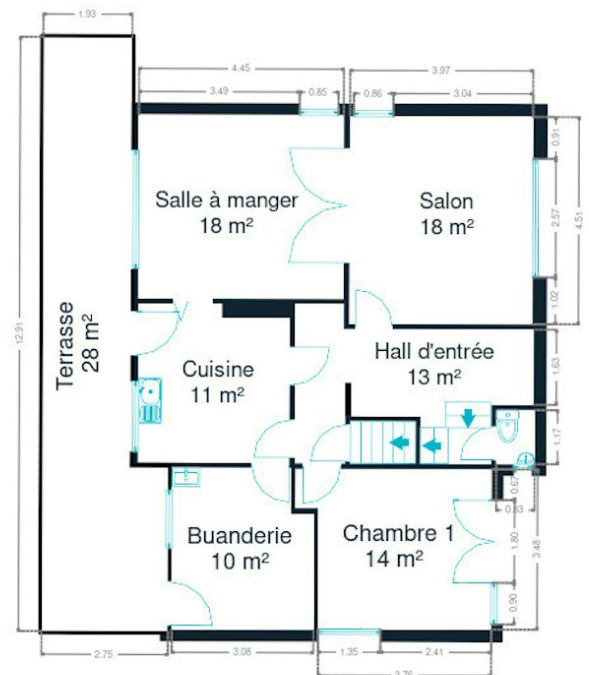 1.93
4.45
3.97
3.49
0.85
0.86
3.04
0.91
Salle à manger
18 m²
Salon
18 m²
2.57
4.51
1.02
12.91
Terrasse
28 m²
Cuisine
11 m²
Hall d'entrée
13 m²
1.63
1.17
0.67
0.83
Buanderie
10 m²
Chambre 1
14 m²
1.80
3.48
0.90
2.75
3.08
1.35
2.41
3.76